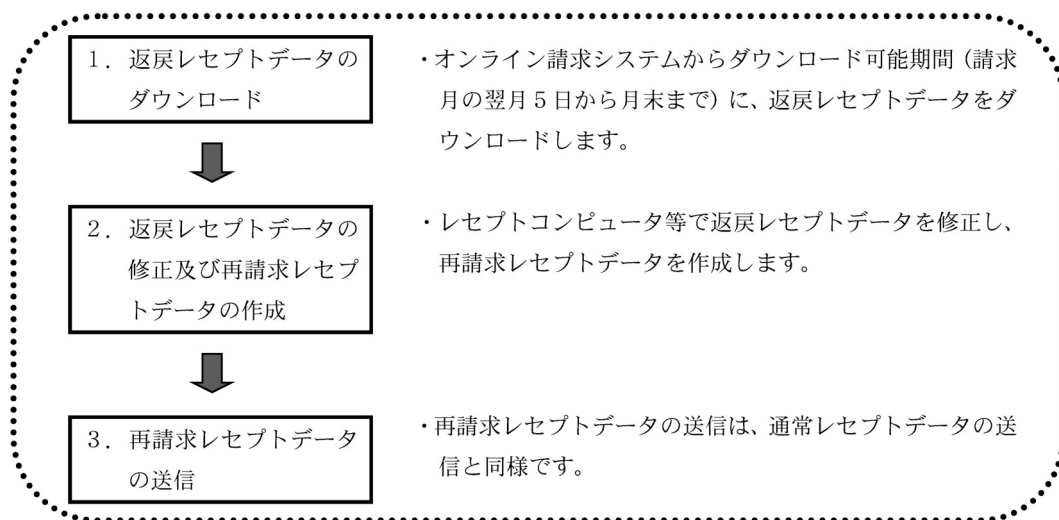 1．返戻レセプトデータの
ダウンロード
・オンライン請求システムからダウンロード可能期間（請求
月の翌月５日から月末まで）に、返戻レセプトデータをダ
ウンロードします。
2．返戻レセプトデータの
修正及び再請求レセプ
トデータの作成
・レセプトコンピュータ等で返戻レセプトデータを修正し、
再請求レセプトデータを作成します。
3．再請求レセプトデータ
の送信
・再請求レセプトデータの送信は、通常レセプトデータの送
信と同様です。